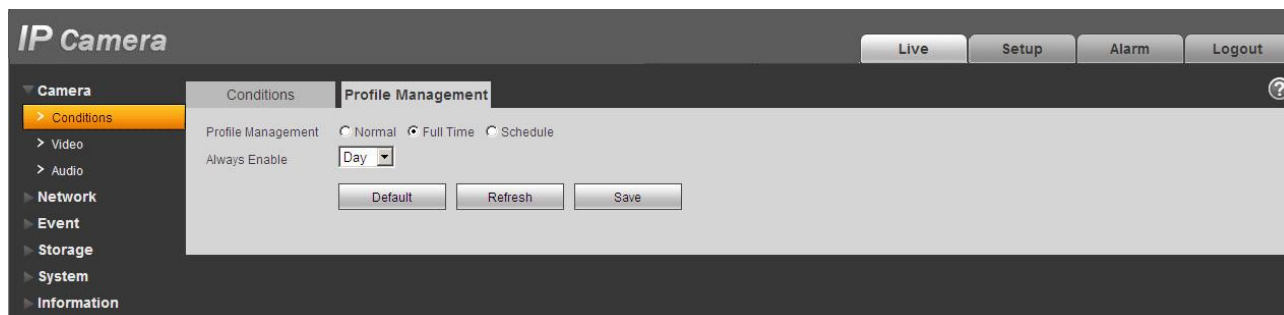 IP Camera
Live Setup Alarm Logout
Camera
Conditions
Video
Audio
Network
Event
Storage
System
Information
Conditions Profile Management
?
Profile Management Normal Full Time Schedule
Always Enable Day
Default Refresh Save